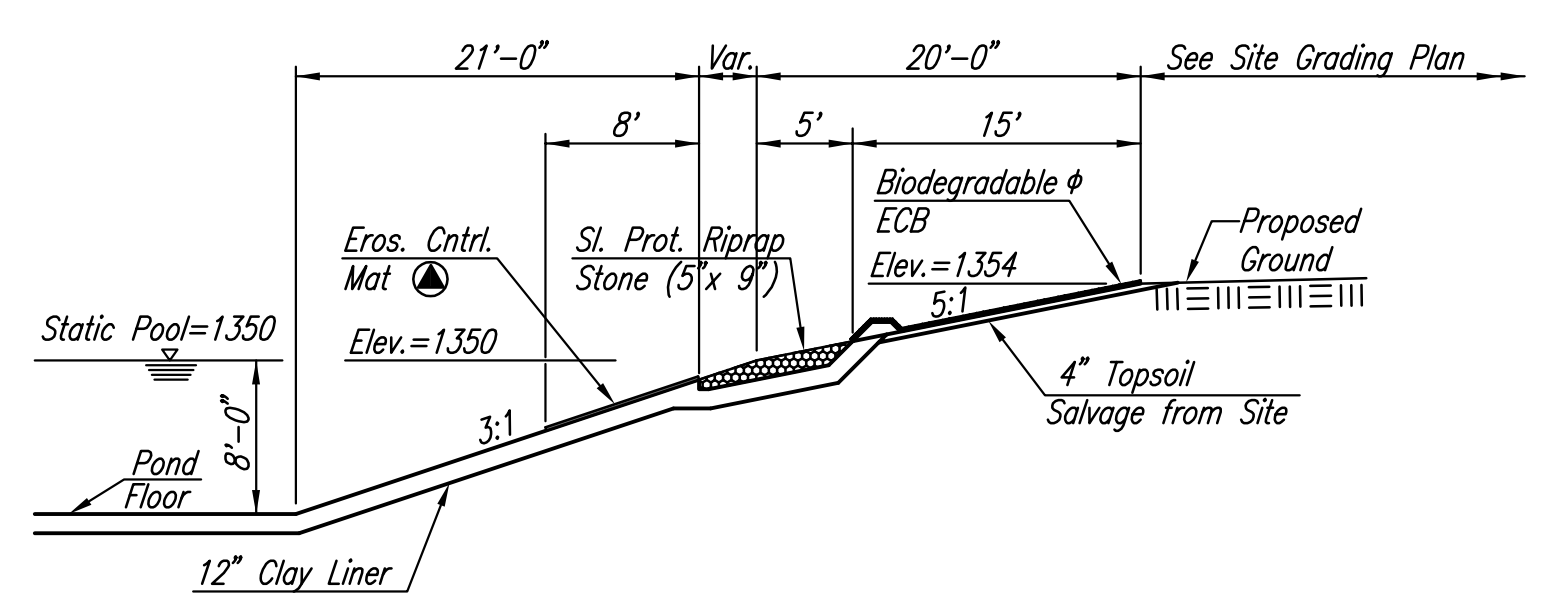 21'-0"
Var.
20'-0"
See Site Grading Plan
8'
5'
15'
Biodegradable ϕ
ECB
Eros. Cntrl.
Mat
Sl. Prot. Riprap
Stone (5"x 9")
Proposed
Ground
Elev.=1354
5:1
Static Pool=1350
Elev.=1350
4" Topsoil
Salvage from Site
8'-0"
3:1
Pond
Floor
12" Clay Liner